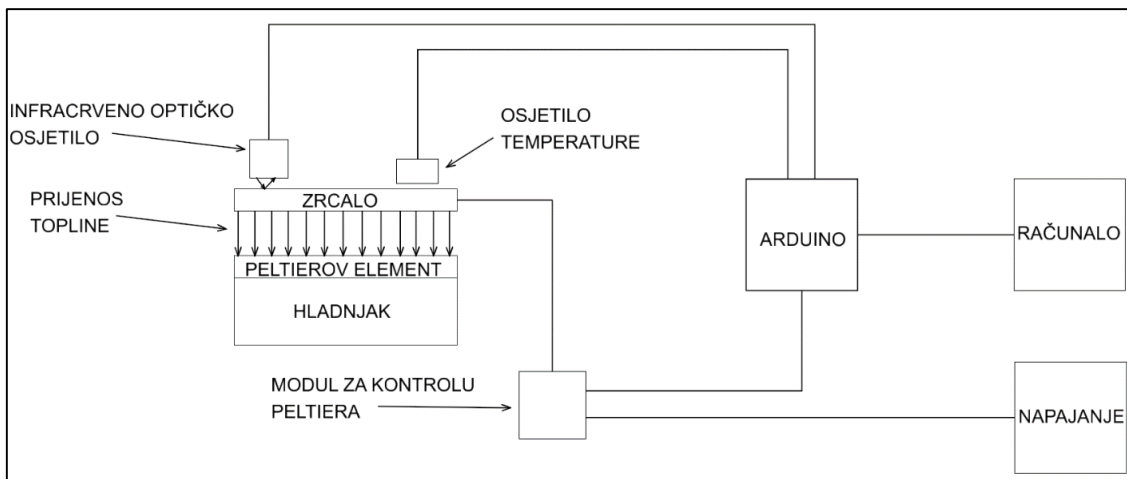 INFRACRVENO OPTIČKO
OSJETILO
OSJETILO
TEMPERATURE
PRIJENOS
TOPLINE
ZRCALO
PELTIEROV ELEMENT
HLADNJAK
ARDUINO
RAČUNALO
MODUL ZA KONTROLU
PELTIERA
NAPAJANJE